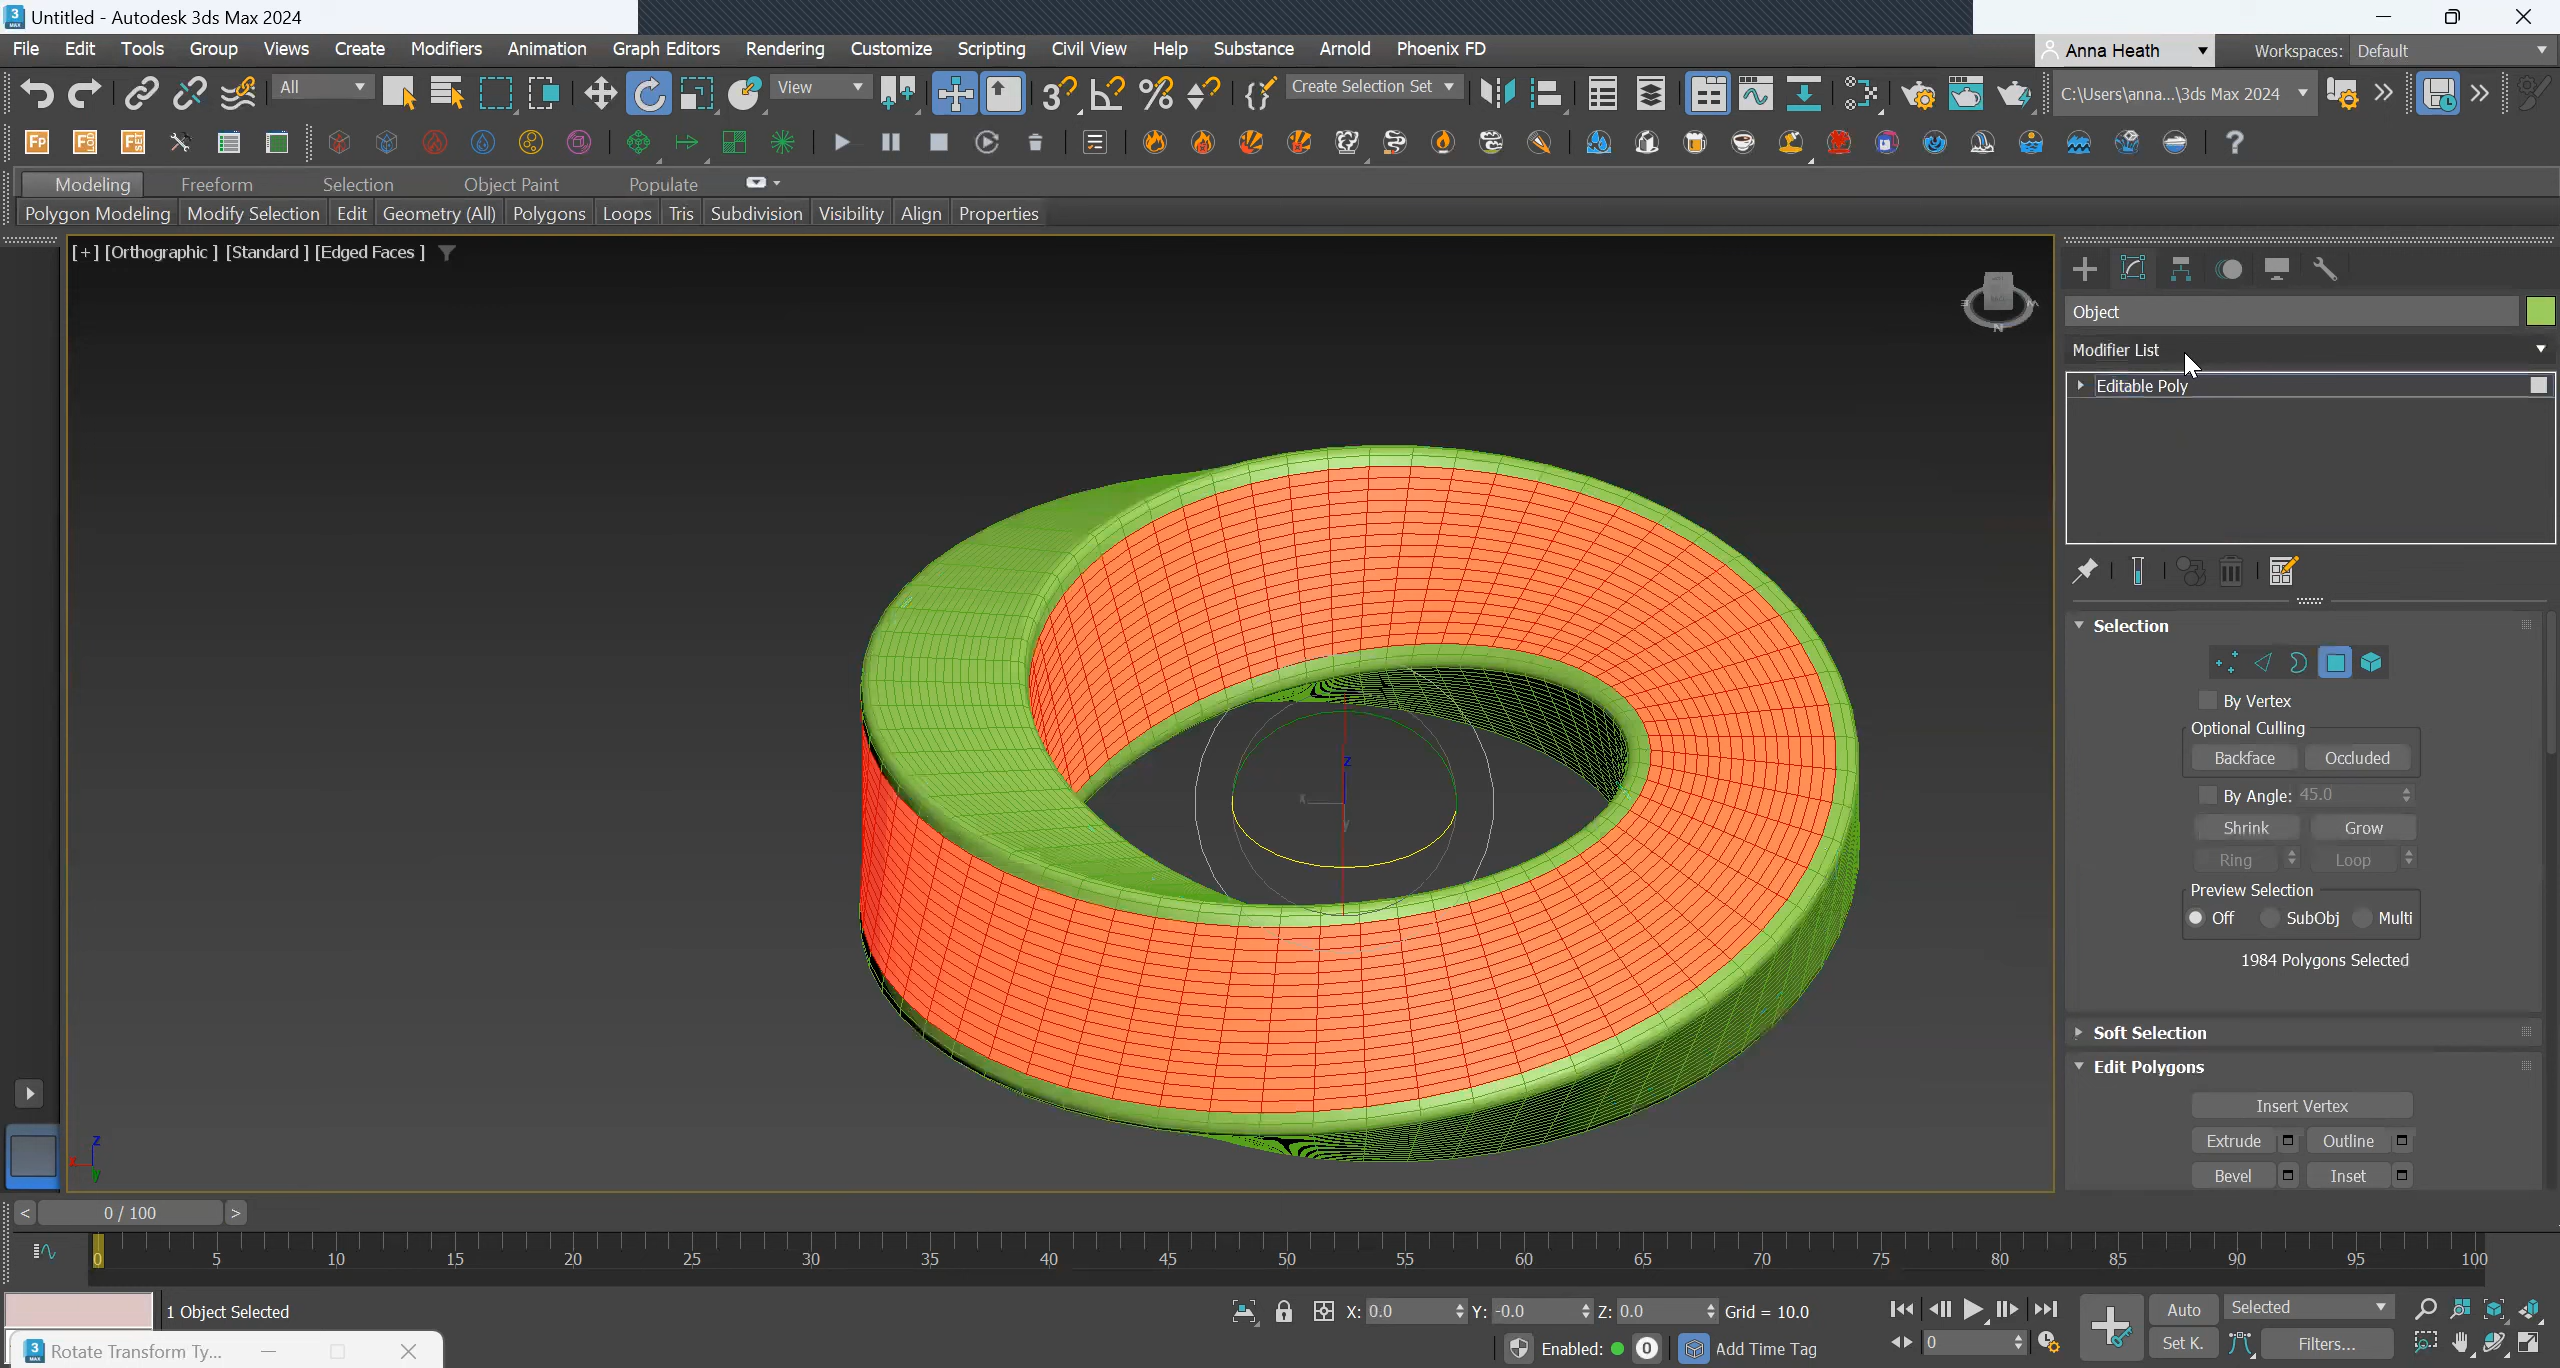 Untitled - Autodesk 3ds Max 2024
File Edit Tools Group Views Create Modifiers Animation Graph Editors Rendering Customize Scripting Civil View Help Substance Arnold Phoenix FD
Anna Heath Workspaces: Default
All View Create Selection Set C:\Users\anna...\3ds Max 2024
Modeling Freeform Selection Object Paint Populate
Polygon Modeling Modify Selection Edit Geometry (All) Polygons Loops Tris Subdivision Visibility Align Properties
[+] [Orthographic ] [Standard ] [Edged Faces ]
Object
Modifier List
Editable Poly
Selection
By Vertex
Optional Culling
Backface Occluded
By Angle: 45.0
Shrink Grow
Ring Loop
Preview Selection
Off SubObj Multi
1984 Polygons Selected
Soft Selection
Edit Polygons
Insert Vertex
Extrude Outline
Bevel Inset
N
z
x
y
z
x
y
< 0 / 100 >
0 5 10 15 20 25 30 35 40 45 50 55 60 65 70 75 80 85 90 95 100
1 Object Selected X: 0.0 Y: -0.0 Z: 0.0 Grid = 10.0 Auto Selected
Rotate Transform Ty... Enabled: 0 Add Time Tag 0 Set K. Filters...